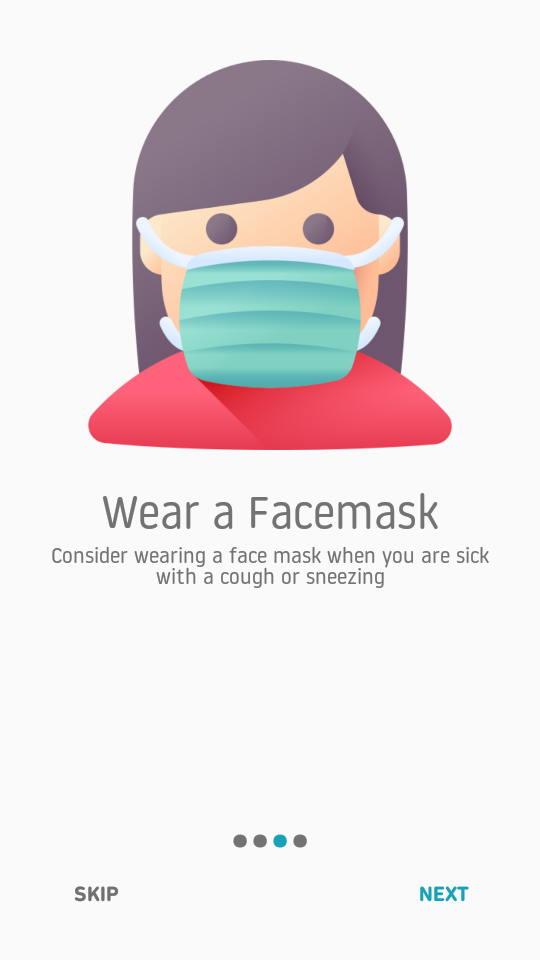 Wear a Facemask
Consider wearing a face mask when you are sick
with a cough or sneezing
SKIP
NEXT